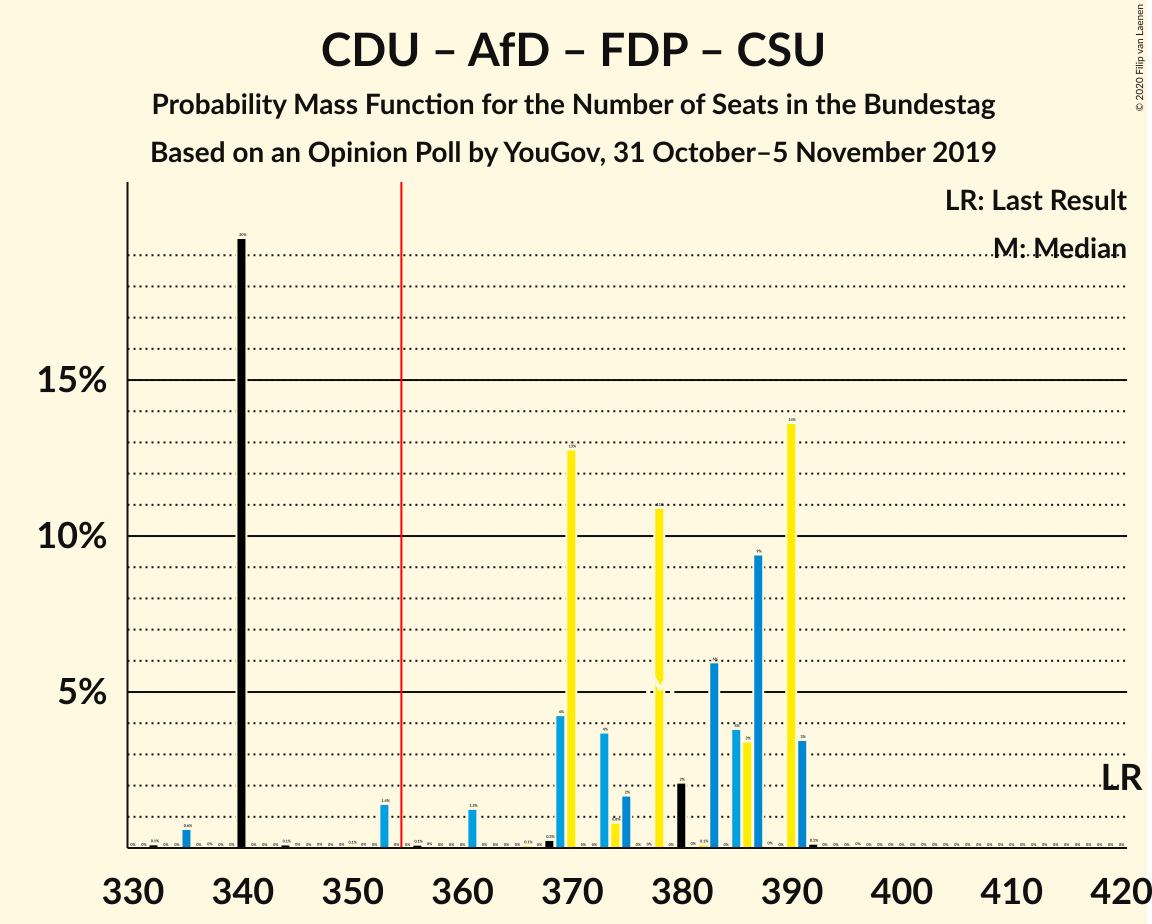 CDU – AfD – FDP – CSU
Probability Mass Function for the Number of Seats in the Bundestag
Based on an Opinion Poll by YouGov, 31 October–5 November 2019
© 2020 Filip van Laenen
LR: Last Result
M: Median
15%
10%
5%
LR
330 340 350 360 370 380 390 400 410 420